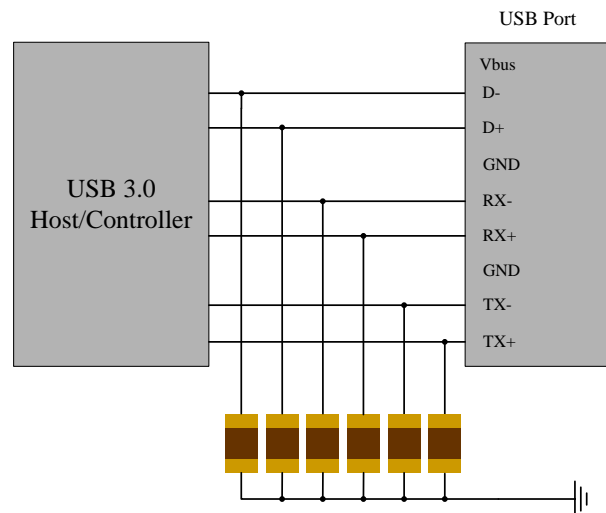 USB Port
USB 3.0
Host/Controller
Vbus
D-
D+
GND
RX-
RX+
GND
TX-
TX+